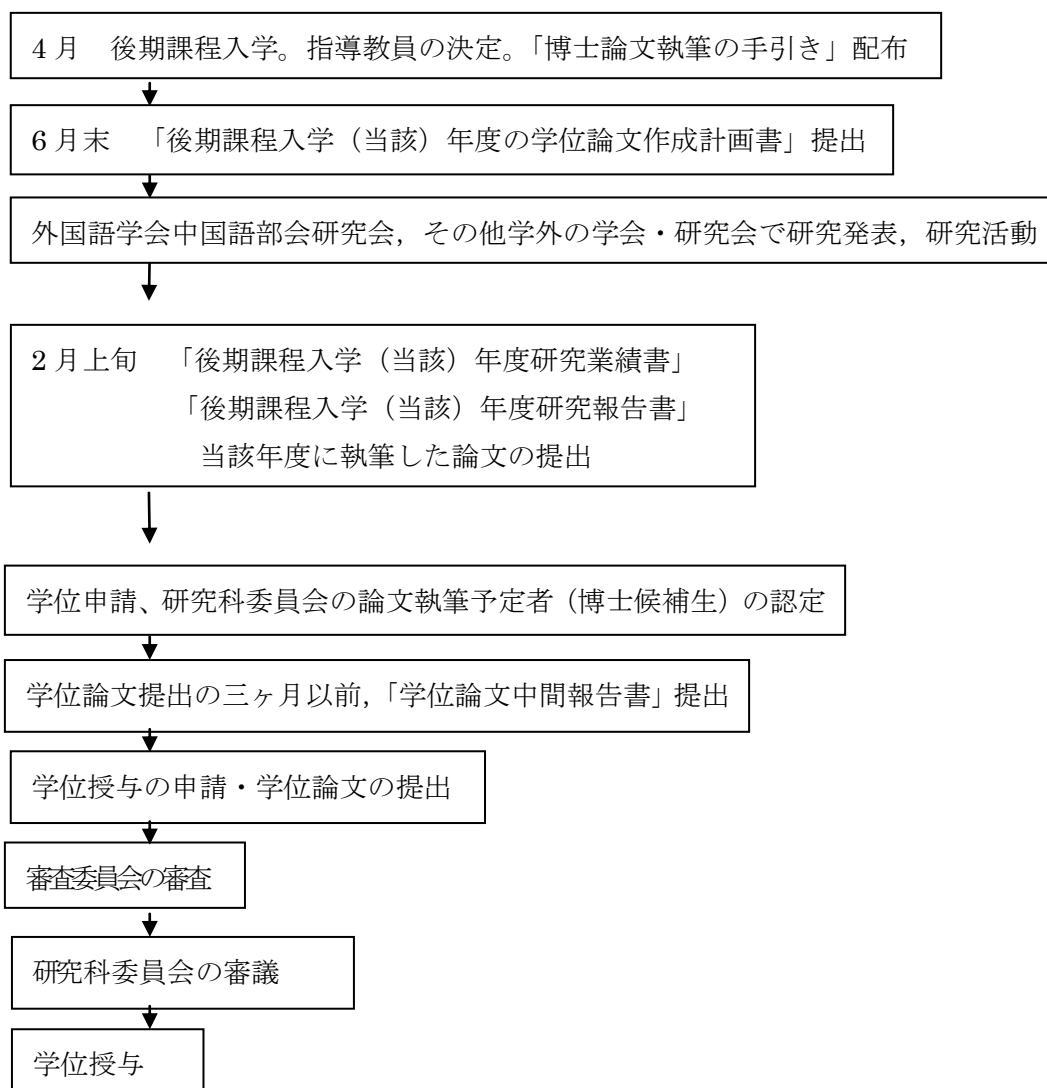 4月　後期課程入学。指導教員の決定。「博士論文執筆の手引き」配布
6月末　「後期課程入学（当該）年度の学位論文作成計画書」提出
外国語学会中国語部会研究会，その他学外の学会・研究会で研究発表，研究活動
2月上旬　「後期課程入学（当該）年度研究業績書」
「後期課程入学（当該）年度研究報告書」
当該年度に執筆した論文の提出
学位申請、研究科委員会の論文執筆予定者（博士候補生）の認定
学位論文提出の三ヶ月以前，「学位論文中間報告書」提出
学位授与の申請・学位論文の提出
審査委員会の審査
研究科委員会の審議
学位授与